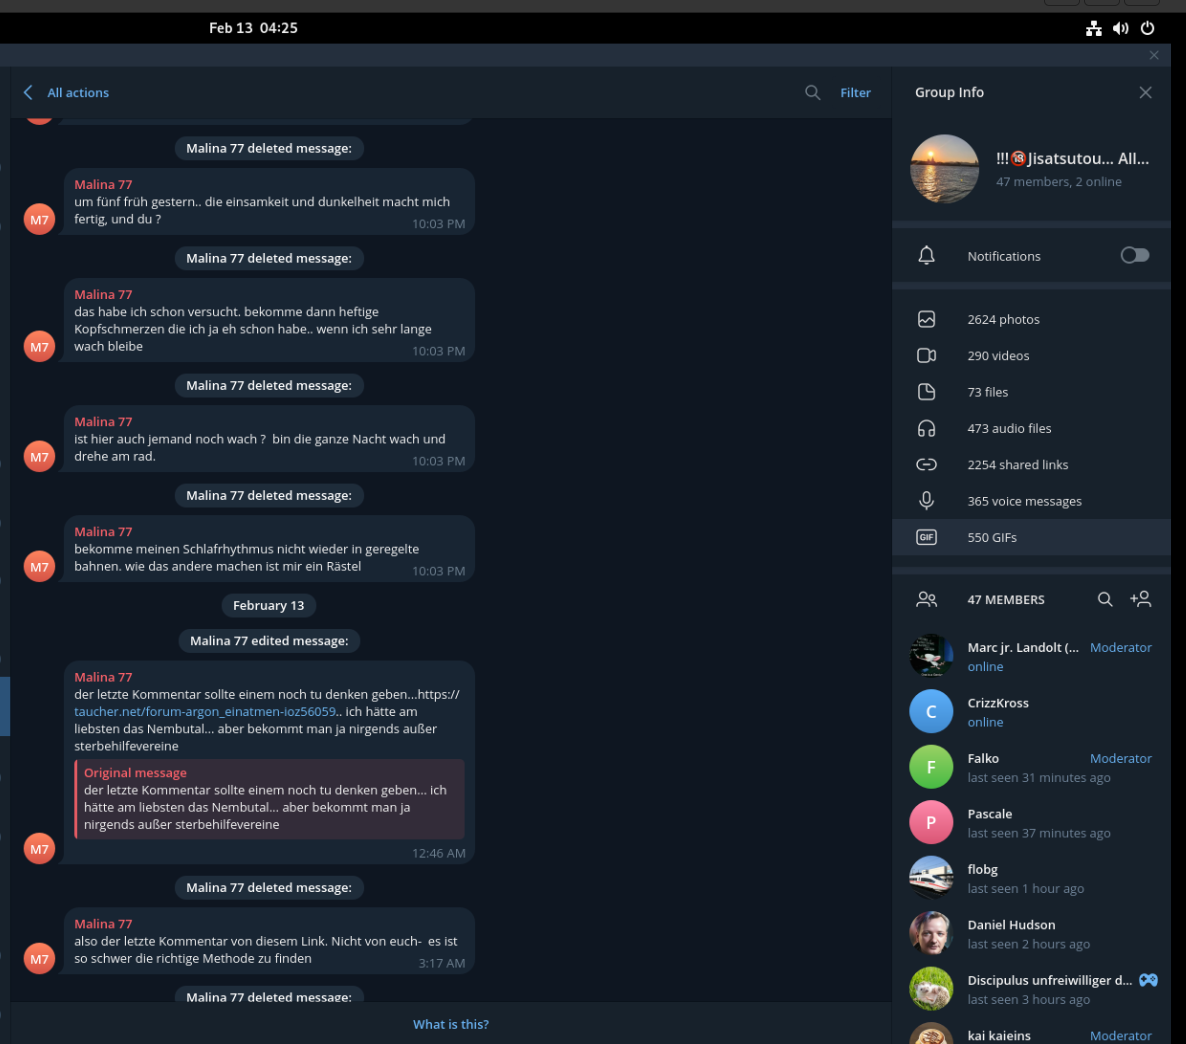 Feb 13 04:25
All actions
Filter
Group Info
!!!🔞Jisatsutou... All...
47 members, 2 online
Malina 77 deleted message:
Malina 77
um fünf früh gestern.. die einsamkeit und dunkelheit macht mich
fertig, und du ?
10:03 PM
M7
Malina 77 deleted message:
Malina 77
das habe ich schon versucht. bekomme dann heftige
Kopfschmerzen die ich ja eh schon habe.. wenn ich sehr lange
wach bleibe
10:03 PM
M7
Malina 77 deleted message:
Malina 77
ist hier auch jemand noch wach ?  bin die ganze Nacht wach und
drehe am rad.
10:03 PM
M7
Malina 77 deleted message:
Malina 77
bekomme meinen Schlafrhythmus nicht wieder in geregelte
bahnen. wie das andere machen ist mir ein Rästel
10:03 PM
M7
February 13
Malina 77 edited message:
Malina 77
der letzte Kommentar sollte einem noch tu denken geben...https://
taucher.net/forum-argon_einatmen-ioz56059.. ich hätte am
liebsten das Nembutal... aber bekommt man ja nirgends außer
sterbehilfevereine
Original message
der letzte Kommentar sollte einem noch tu denken geben... ich
hätte am liebsten das Nembutal... aber bekommt man ja
nirgends außer sterbehilfevereine
12:46 AM
M7
Malina 77 deleted message:
Malina 77
also der letzte Kommentar von diesem Link. Nicht von euch-  es ist
so schwer die richtige Methode zu finden
3:17 AM
M7
Malina 77 deleted message:
What is this?
Notifications
2624 photos
290 videos
73 files
473 audio files
2254 shared links
365 voice messages
GIF
550 GIFs
47 MEMBERS
Marc jr. Landolt (...
Moderator
online
C
CrizzKross
online
F
Falko
Moderator
last seen 31 minutes ago
P
Pascale
last seen 37 minutes ago
flobg
last seen 1 hour ago
Daniel Hudson
last seen 2 hours ago
Discipulus unfreiwilliger d...
last seen 3 hours ago
kai kaieins
Moderator